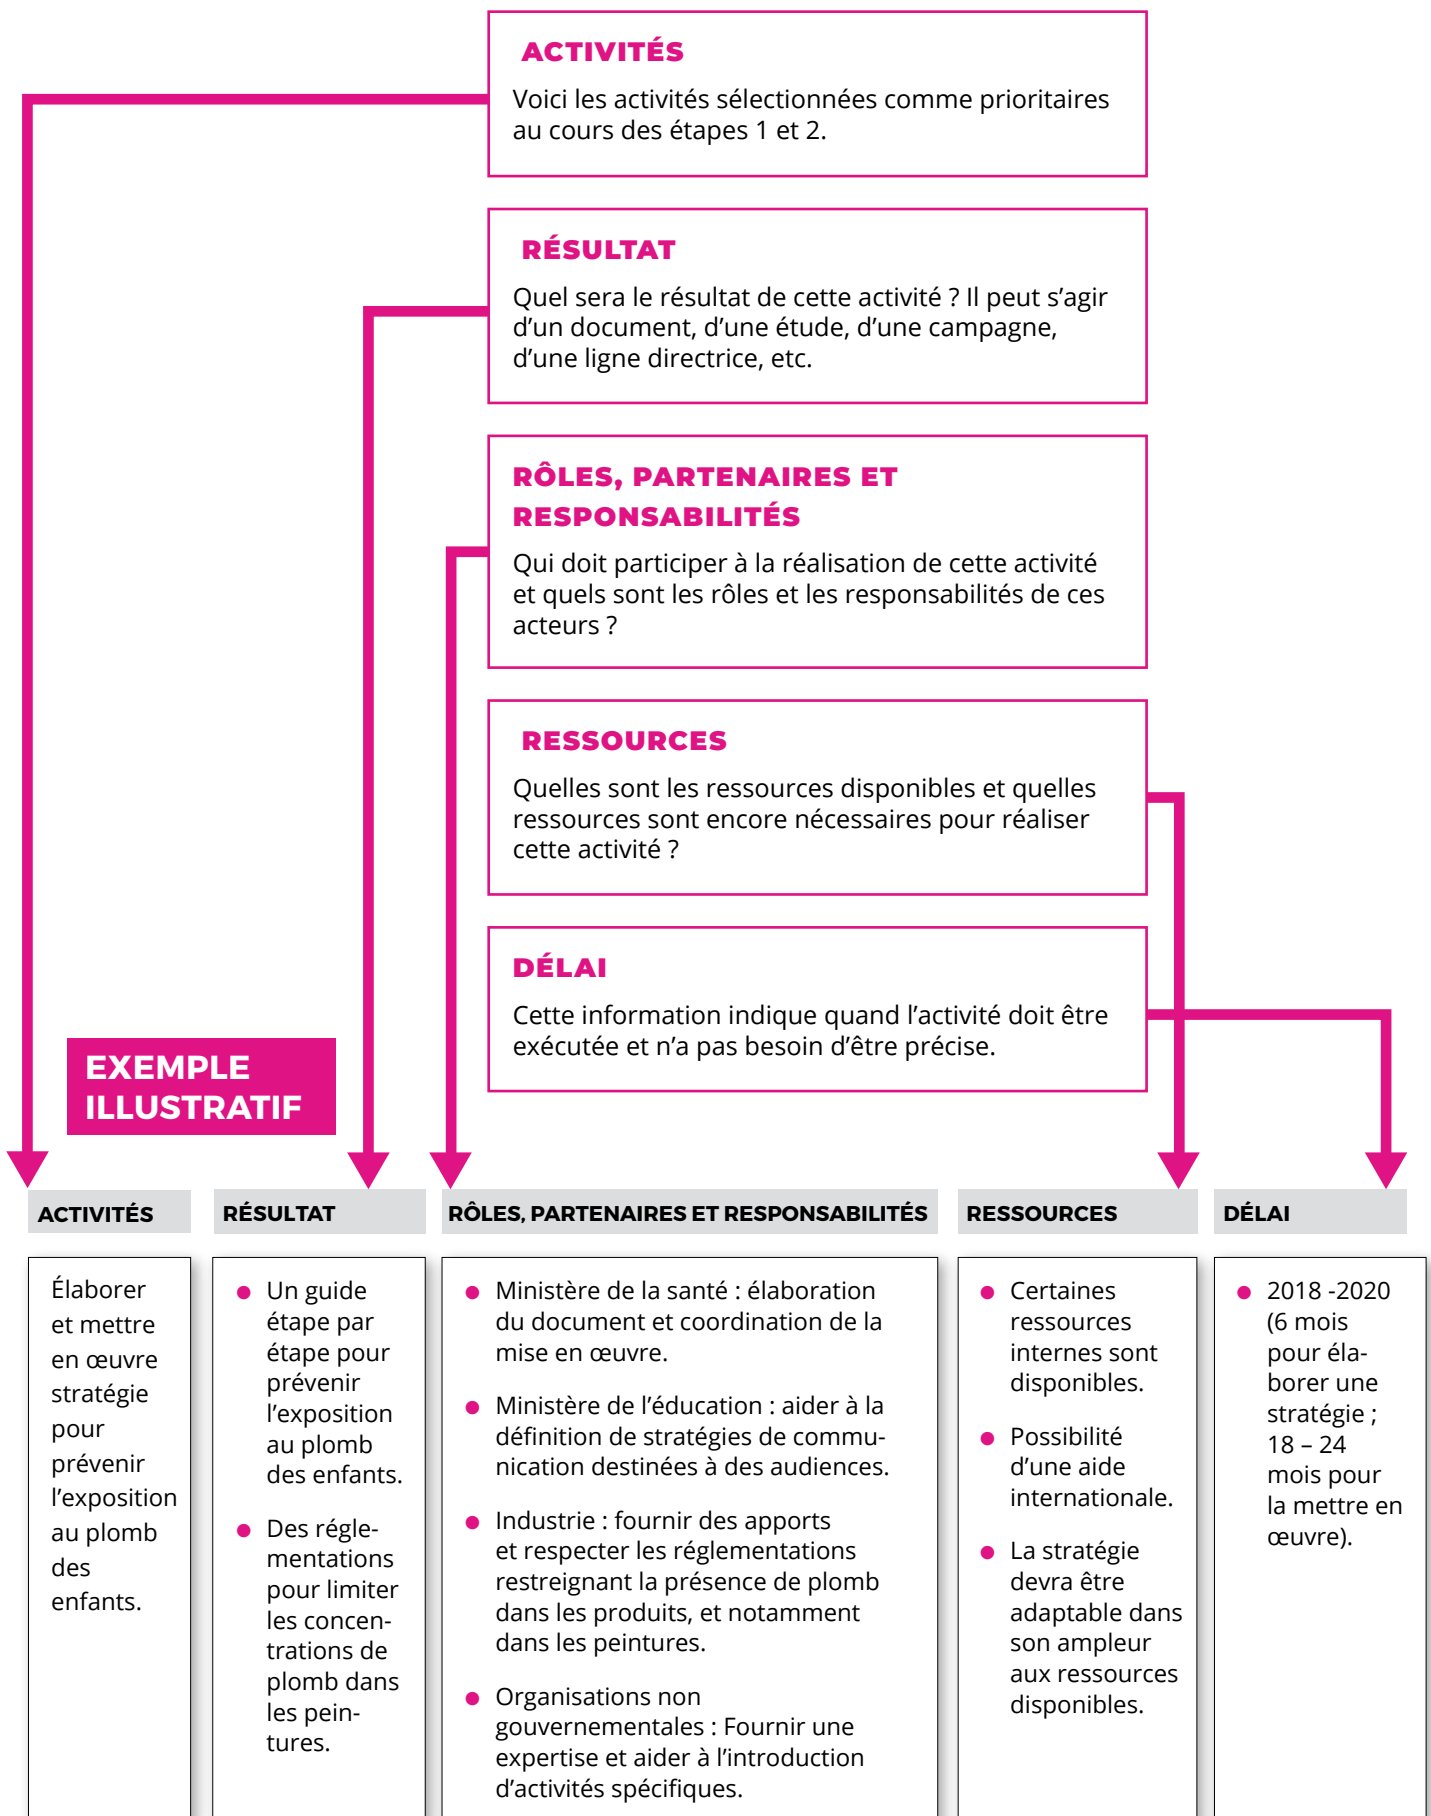 ACTIVITÉS
Voici les activités sélectionnées comme prioritaires
au cours des étapes 1 et 2.
RÉSULTAT
Quel sera le résultat de cette activité ? Il peut s’agir
d’un document, d’une étude, d’une campagne,
d’une ligne directrice, etc.
RÔLES, PARTENAIRES ET
RESPONSABILITÉS
Qui doit participer à la réalisation de cette activité
et quels sont les rôles et les responsabilités de ces
acteurs ?
RESSOURCES
Quelles sont les ressources disponibles et quelles
ressources sont encore nécessaires pour réaliser
cette activité ?
DÉLAI
Cette information indique quand l’activité doit être
exécutée et n’a pas besoin d’être précise.
EXEMPLE
ILLUSTRATIF
ACTIVITÉS
Élaborer
et mettre
en œuvre
stratégie
pour
prévenir
l’exposition
au plomb
des
enfants.
RÉSULTAT
● Un guide
étape par
étape pour
prévenir
l’exposition
au plomb
des enfants.
● Des régle-
mentations
pour limiter
les concen-
trations de
plomb dans
les pein-
tures.
RÔLES, PARTENAIRES ET RESPONSABILITÉS
● Ministère de la santé : élaboration
du document et coordination de la
mise en œuvre.
● Ministère de l’éducation : aider à la
définition de stratégies de commu-
nication destinées à des audiences.
● Industrie : fournir des apports
et respecter les réglementations
restreignant la présence de plomb
dans les produits, et notamment
dans les peintures.
● Organisations non
gouvernementales : Fournir une
expertise et aider à l’introduction
d’activités spécifiques.
RESSOURCES
● Certaines
ressources
internes sont
disponibles.
● Possibilité
d’une aide
internationale.
● La stratégie
devra être
adaptable dans
son ampleur
aux ressources
disponibles.
DÉLAI
● 2018 -2020
(6 mois
pour éla-
borer une
stratégie ;
18 – 24
mois pour
la mettre en
œuvre).